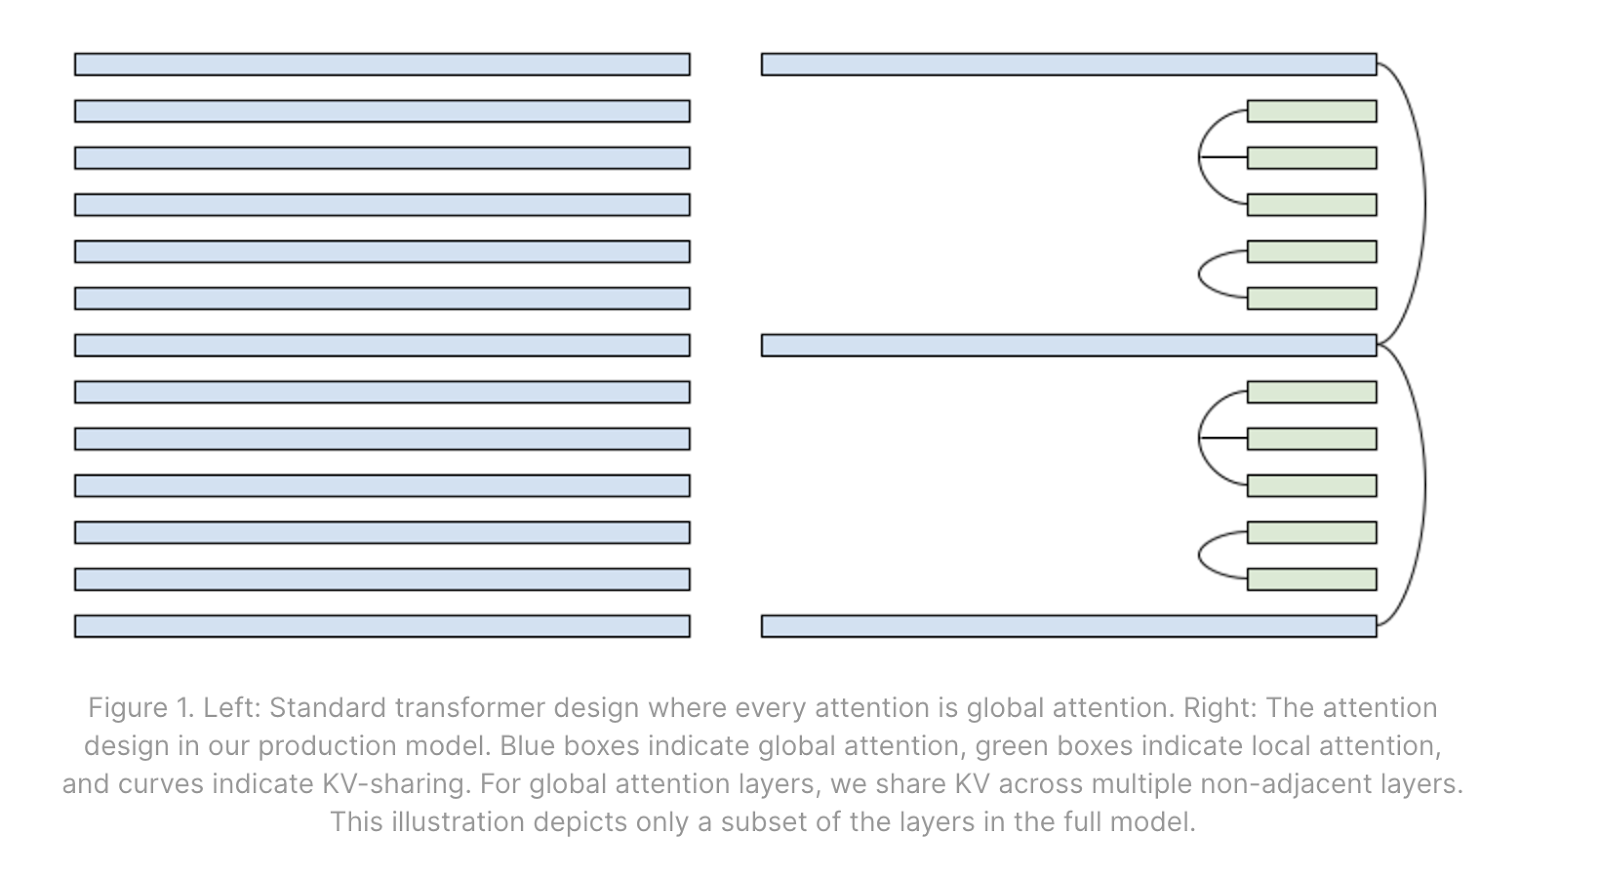 Figure 1. Left: Standard transformer design where every attention is global attention. Right: The attention
design in our production model. Blue boxes indicate global attention, green boxes indicate local attention,
and curves indicate KV-sharing. For global attention layers, we share KV across multiple non-adjacent layers.
This illustration depicts only a subset of the layers in the full model.